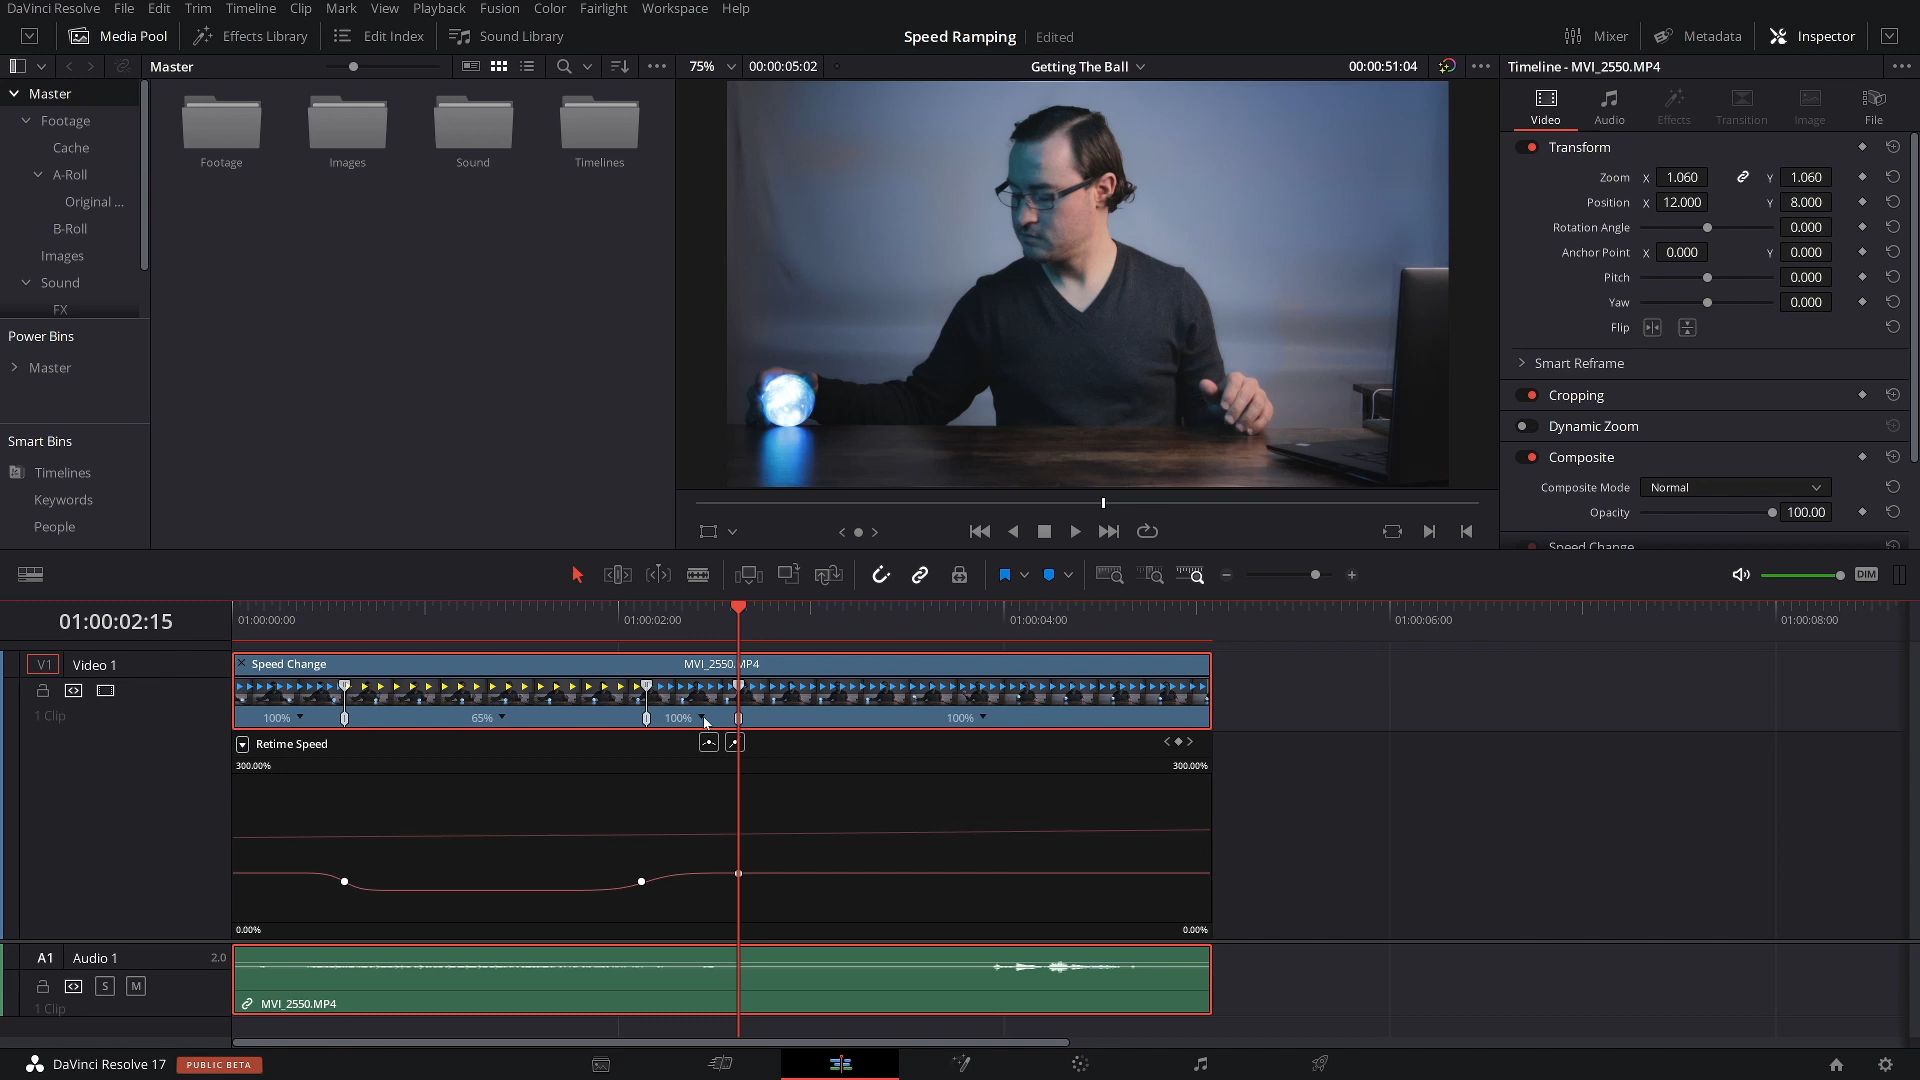 DaVinci Resolve File Edit Trim Timeline Clip Mark View Playback Fusion Color Fairlight Workspace Help
Media Pool Effects Library Edit Index Sound Library
Speed Ramping Edited
Mixer Metadata Inspector
Master
75% 00:00:05:02 Getting The Ball 00:00:51:04
Timeline - MVI_2550.MP4
Master
Footage
Cache
A-Roll
Original ...
B-Roll
Images
Sound
FX
Power Bins
Master
Smart Bins
Timelines
Keywords
People
Footage Images Sound Timelines
Video Audio Effects Transition Image File
Transform
Zoom X 1.060 Y 1.060
Position X 12.000 Y 8.000
Rotation Angle 0.000
Anchor Point X 0.000 Y 0.000
Pitch 0.000
Yaw 0.000
Flip
Smart Reframe
Cropping
Dynamic Zoom
Composite
Composite Mode Normal
Opacity 100.00
Speed Change
DIM
01:00:02:15
01:00:00:00 01:00:02:00 01:00:04:00 01:00:06:00 01:00:08:00
V1 Video 1
1 Clip
Speed Change MVI_2550.MP4
100% 65% 100% 100%
Retime Speed
300.00% 300.00%
0.00% 0.00%
A1 Audio 1 2.0
S M
1 Clip
MVI_2550.MP4
DaVinci Resolve 17 PUBLIC BETA